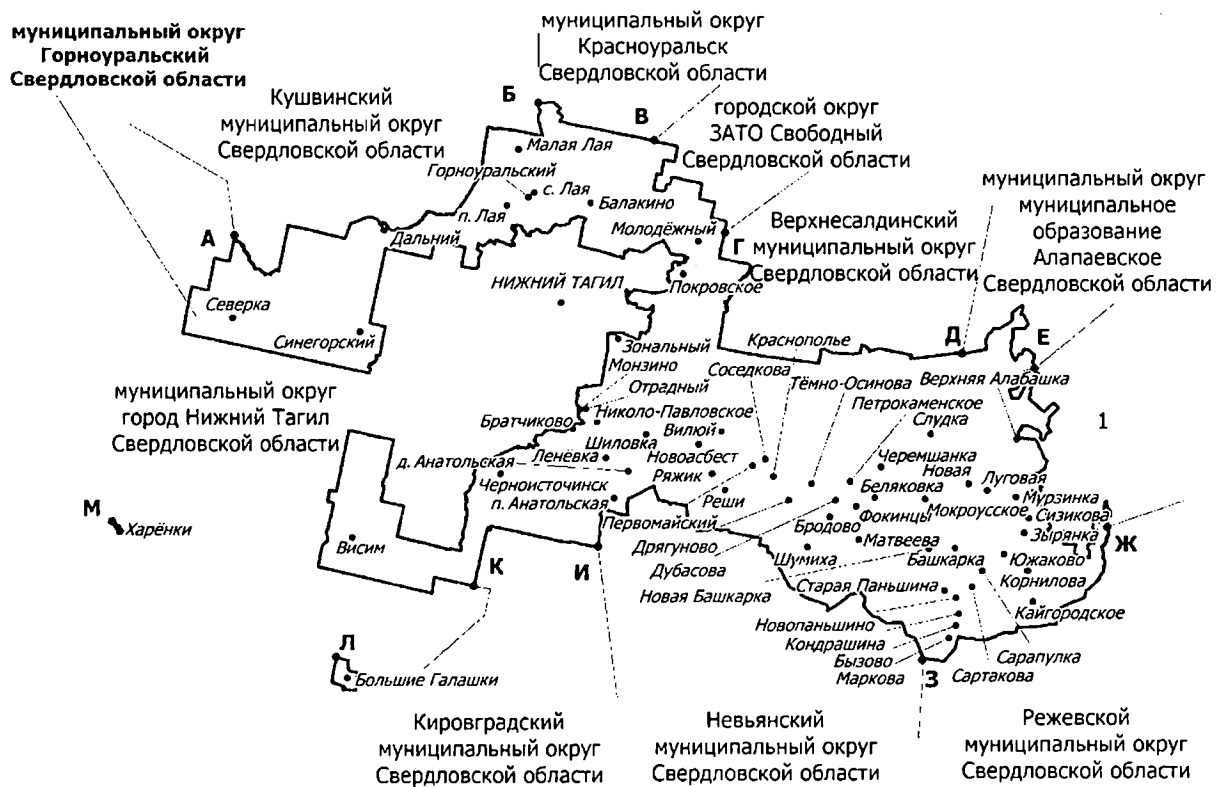 муниципальный округ
Горноуральский
Свердловской области
муниципальный округ
Красноуральск
Свердловской области
Кушвинский
муниципальный округ
Свердловской области
городской округ
ЗАТО Свободный
Свердловской области
муниципальный округ
муниципальное
образование
Алапаевское
Свердловской области
Верхнесалдинский
муниципальный округ
Свердловской области
Б
В
А
Г
Д
Е
1
Малая Лая
Горноуральский
с. Лая
п. Лая
Балакино
Дальний
Молодёжный
НИЖНИЙ ТАГИЛ
Покровское
Северка
Синегорский
муниципальный округ
город Нижний Тагил
Свердловской области
Зональный
Монзино
Отрадный
Краснополье
Соседкова
Тёмно-Осинова
Верхняя Алабашка
Петрокаменское
Братчиково
Николо-Павловское
Слудка
Шиловка
Вилюй
Ленёвка
Новоасбест
Черемшанка
д. Анатольская
Новая
Луговая
Черноисточинск
Ряжик
Беляковка
п. Анатольская
Реши
Мурзинка
Мокроусское
Сизикова
Первомайский
Бродово
Фокинцы
Зырянка
Ж
М
Харёнки
Висим
Дрягуново
Шумиха
Матвеева
Башкарка
Южаково
К
И
Дубасова
Корнилова
Новая Башкарка
Старая Паньшина
Кайгородское
Новопаньшино
Кондрашина
Бызово
Маркова
З
Сартакова
Сарапулка
Л
Большие Галашки
Кировградский
муниципальный округ
Свердловской области
Невьянский
муниципальный округ
Свердловской области
Режевской
муниципальный округ
Свердловской области